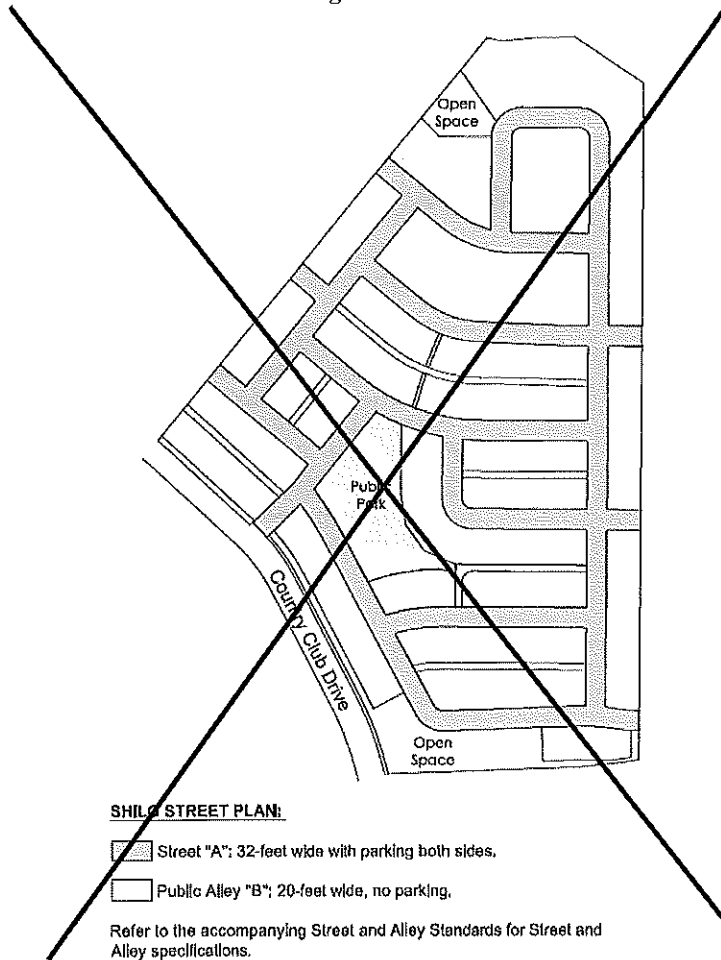 Open
Space
Public
Park
Country Club Drive
Open
Space
SHILO STREET PLAN:
Street "A": 32-feet wide with parking both sides.
Public Alley "B": 20-feet wide, no parking.
Refer to the accompanying Street and Alley Standards for Street and
Alley specifications.